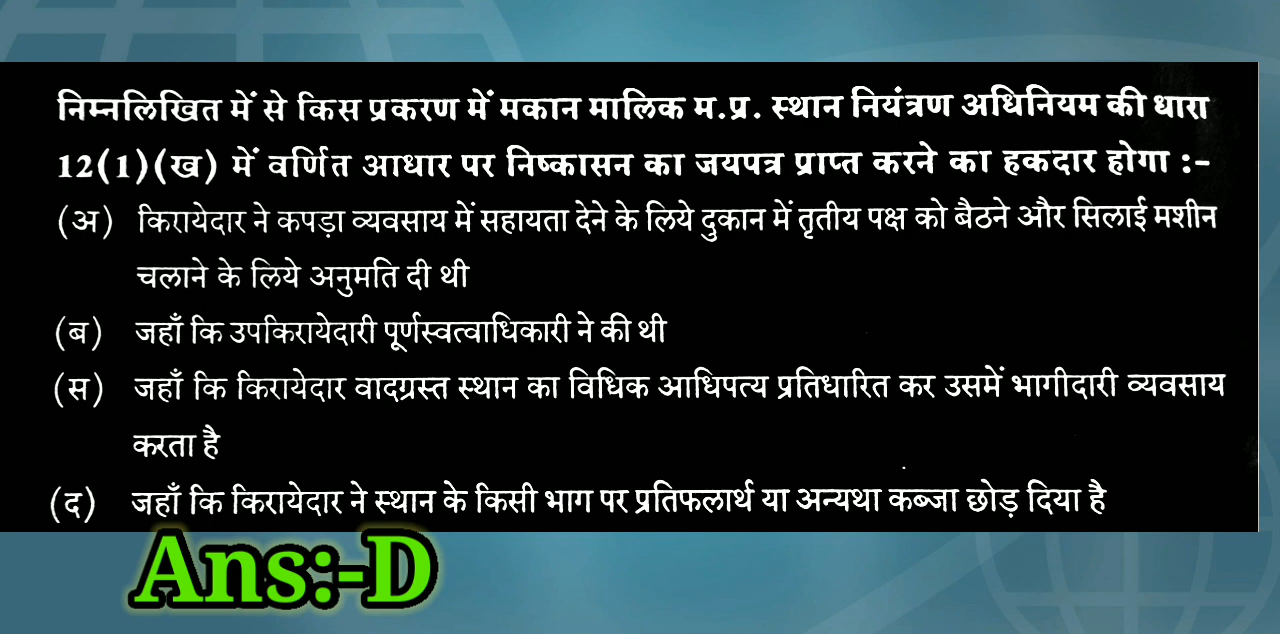 निम्नलिखित में से किस प्रकरण में मकान मालिक म.प्र. स्थान नियंत्रण अधिनियम की धारा
12(1)(ख) में वर्णित आधार पर निष्कासन का जयपत्र प्राप्त करने का हकदार होगा :-
(अ) किरायेदार ने कपड़ा व्यवसाय में सहायता देने के लिये दुकान में तृतीय पक्ष को बैठने और सिलाई मशीन
चलाने के लिये अनुमति दी थी
(ब) जहाँ कि उपकिरायेदारी पूर्णस्वत्वाधिकारी ने की थी
(स) जहाँ कि किरायेदार वादग्रस्त स्थान का विधिक आधिपत्य प्रतिधारित कर उसमें भागीदारी व्यवसाय
करता है
(द) जहाँ कि किरायेदार ने स्थान के किसी भाग पर प्रतिफलार्थ या अन्यथा कब्जा छोड़ दिया है
Ans:-D